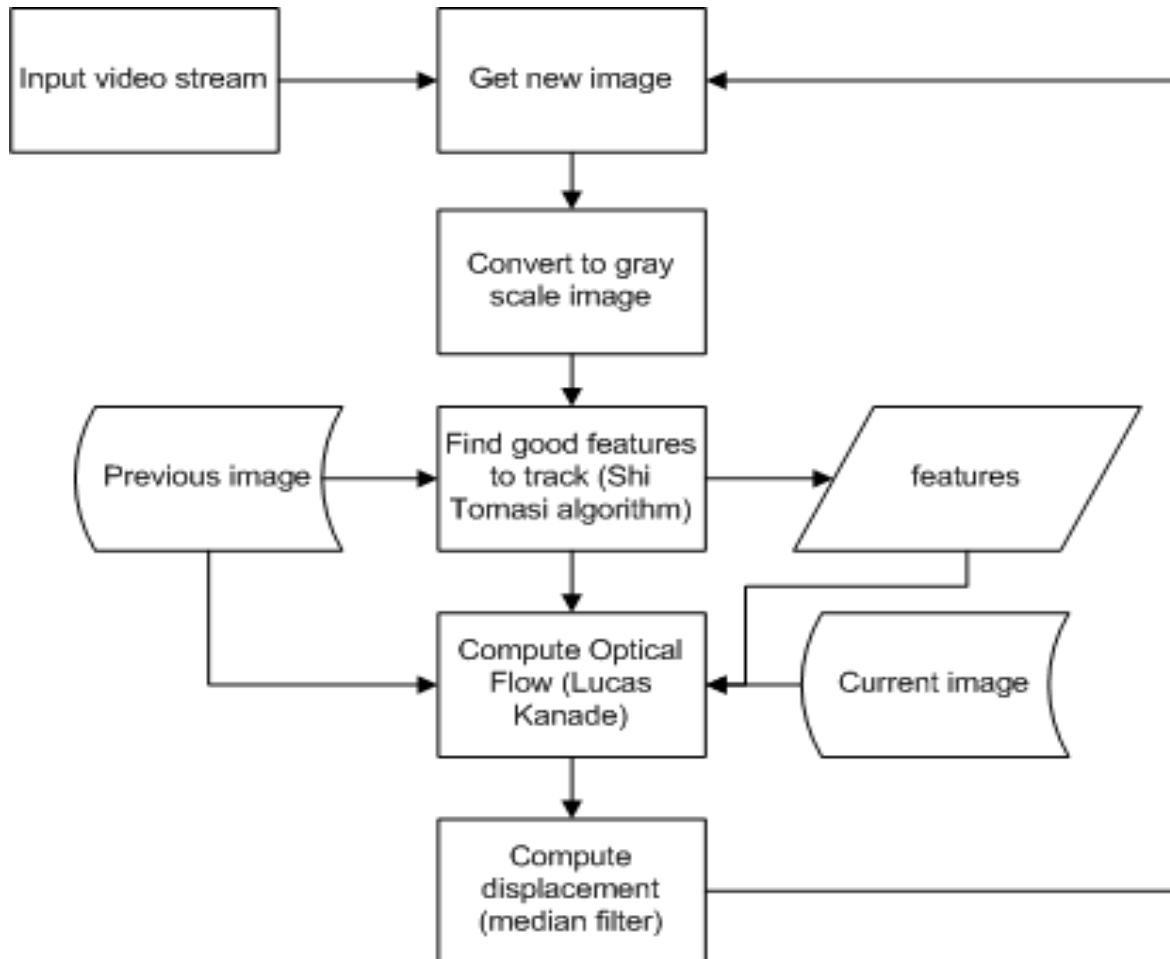 Input video stream
Get new image
Convert to gray
scale image
Previous image
Find good features
to track (Shi
Tomasi algorithm)
features
Compute Optical
Flow (Lucas
Kanade)
Current image
Compute
displacement
(median filter)